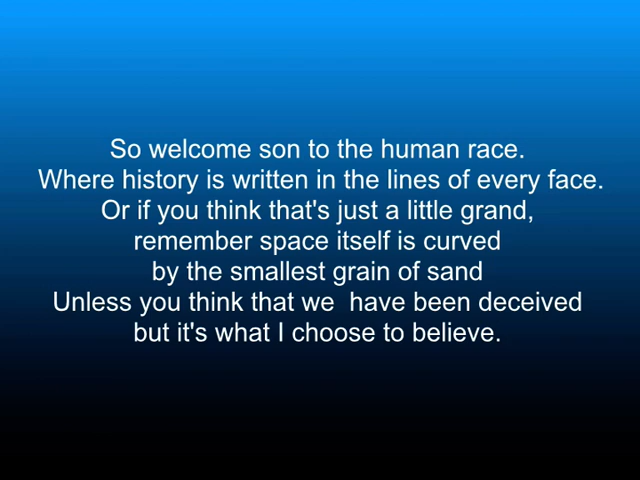 So welcome son to the human race.
Where history is written in the lines of every face.
Or if you think that's just a little grand,
remember space itself is curved
by the smallest grain of sand
Unless you think that we  have been deceived
but it's what I choose to believe.